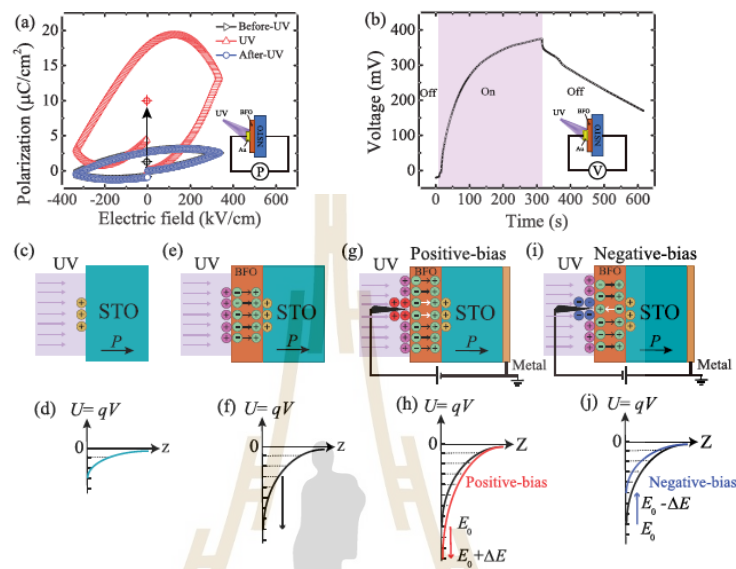 (a)
Polarization (μC/cm²)
20
15
10
5
0
Before-UV
UV
After-UV
UV
BFO
Au
NSTO
P
-400 -200 0 200 400
Electric field (kV/cm)
(b)
Voltage (mV)
400
300
200
100
0
Off
On
Off
UV
BFO
Au
NSTO
V
0 100 200 300 400 500 600
Time (s)
(c)
UV
STO
P
(e)
UV
BFO
STO
P
(g)
Positive-bias
UV
BFO
STO
P
Metal
(i)
Negative-bias
UV
BFO
STO
P
Metal
(d)
U= qV
0
Z
(f)
U= qV
0
Z
(h)
U= qV
0
Z
Positive-bias
E₀
E₀ +ΔE
(j)
U= qV
0
Z
Negative-bias
E₀ -ΔE
E₀